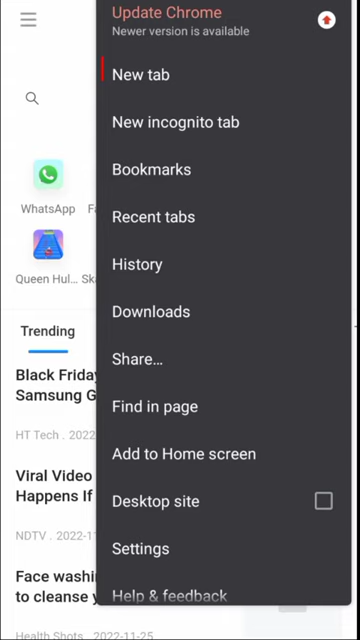 Update Chrome
Newer version is available
New tab
New incognito tab
Bookmarks
Recent tabs
History
Downloads
Share...
Find in page
Add to Home screen
Desktop site
Settings
Help & feedback
WhatsApp
Queen Hul...
Trending
Black Friday
Samsung G
HT Tech . 2022
Viral Video
Happens If
NDTV . 2022-11
Face washi
to cleanse y
Health Shots . 2022-11-25